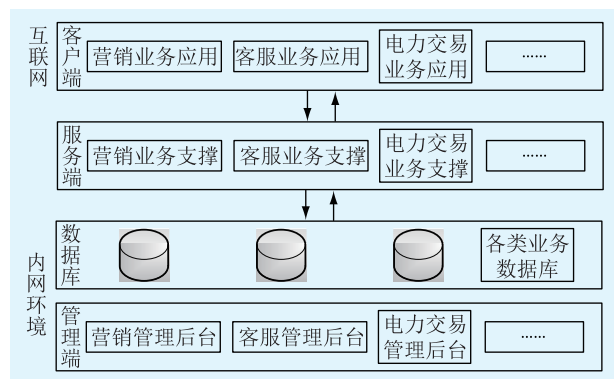 互联网
客户端
营销业务应用
客服业务应用
电力交易
业务应用
……
服务端
营销业务支撑
客服业务支撑
电力交易
业务支撑
……
内网环境
数据库
各类业务
数据库
管理端
营销管理后台
客服管理后台
电力交易
管理后台
……